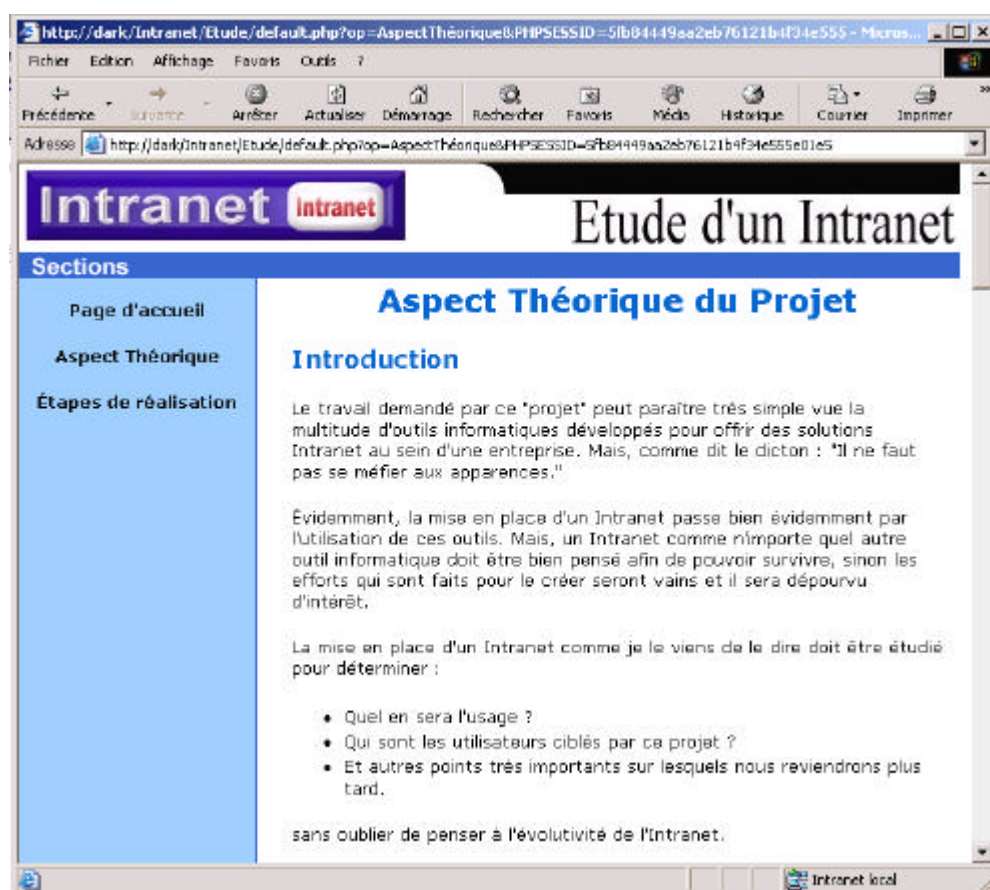 http://dark/Intranet/Etude/default.php?op=AspectThéorique&PHPSESSID=5fb84449aa2eb76121b4f34e555 - Micros...
Fichier Edition Affichage Favoris Outils ?
Précédente Suivante Arrêter Actualiser Démarrage Rechercher Favoris Média Historique Courrier Imprimer
Adresse http://dark/Intranet/Etude/default.php?op=AspectThéorique&PHPSESSID=5fb84449aa2eb76121b4f34e555e01e5
Intranet intranet
Etude d'un Intranet
Sections
Page d'accueil
Aspect Théorique
Étapes de réalisation
Aspect Théorique du Projet
Introduction
Le travail demandé par ce "projet" peut paraître très simple vue la
multitude d'outils informatiques développés pour offrir des solutions
Intranet au sein d'une entreprise. Mais, comme dit le dicton : "Il ne faut
pas se méfier aux apparences."
Évidemment, la mise en place d'un Intranet passe bien évidemment par
l'utilisation de ces outils. Mais, un Intranet comme n'importe quel autre
outil informatique doit être bien pensé afin de pouvoir survivre, sinon les
efforts qui sont faits pour le créer seront vains et il sera dépourvu
d'intérêt.
La mise en place d'un Intranet comme je le viens de le dire doit être étudié
pour déterminer :
• Quel en sera l'usage ?
• Qui sont les utilisateurs ciblés par ce projet ?
• Et autres points très importants sur lesquels nous reviendrons plus
tard.
sans oublier de penser à l'évolutivité de l'Intranet.
Intranet local